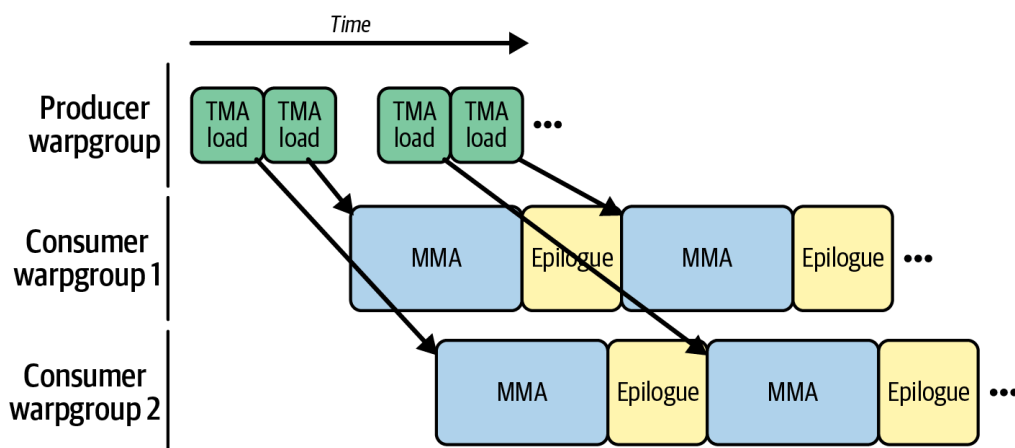 Time
Producer
warpgroup
TMA
load
TMA
load
TMA
load
TMA
load
•••
Consumer
warpgroup 1
MMA
Epilogue
MMA
Epilogue
•••
Consumer
warpgroup 2
MMA
Epilogue
MMA
Epilogue
•••